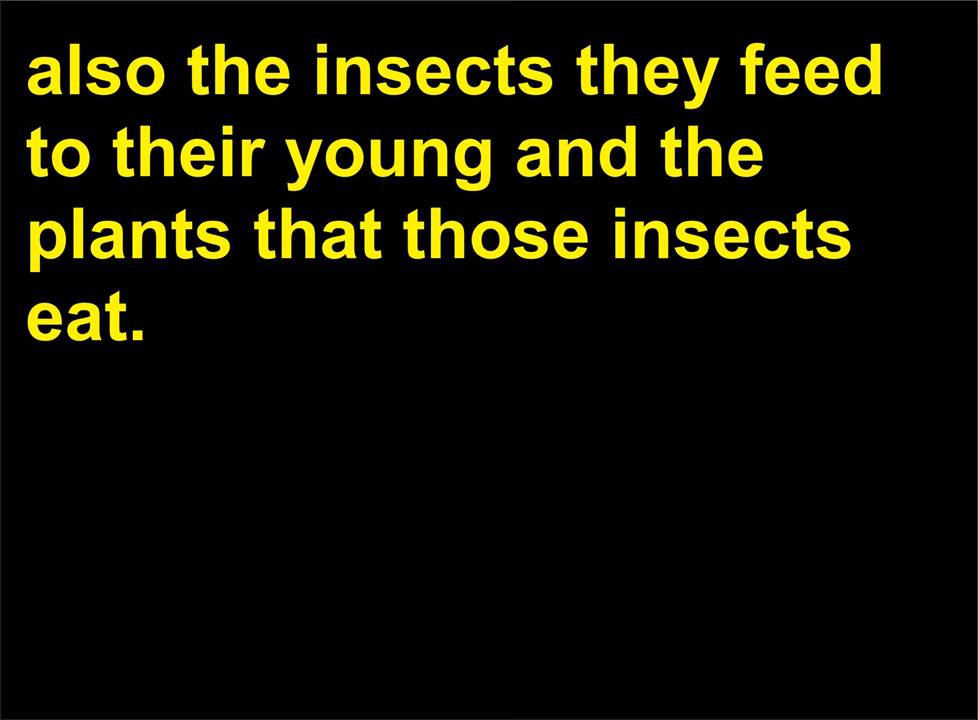 also the insects they feed
to their young and the
plants that those insects
eat.